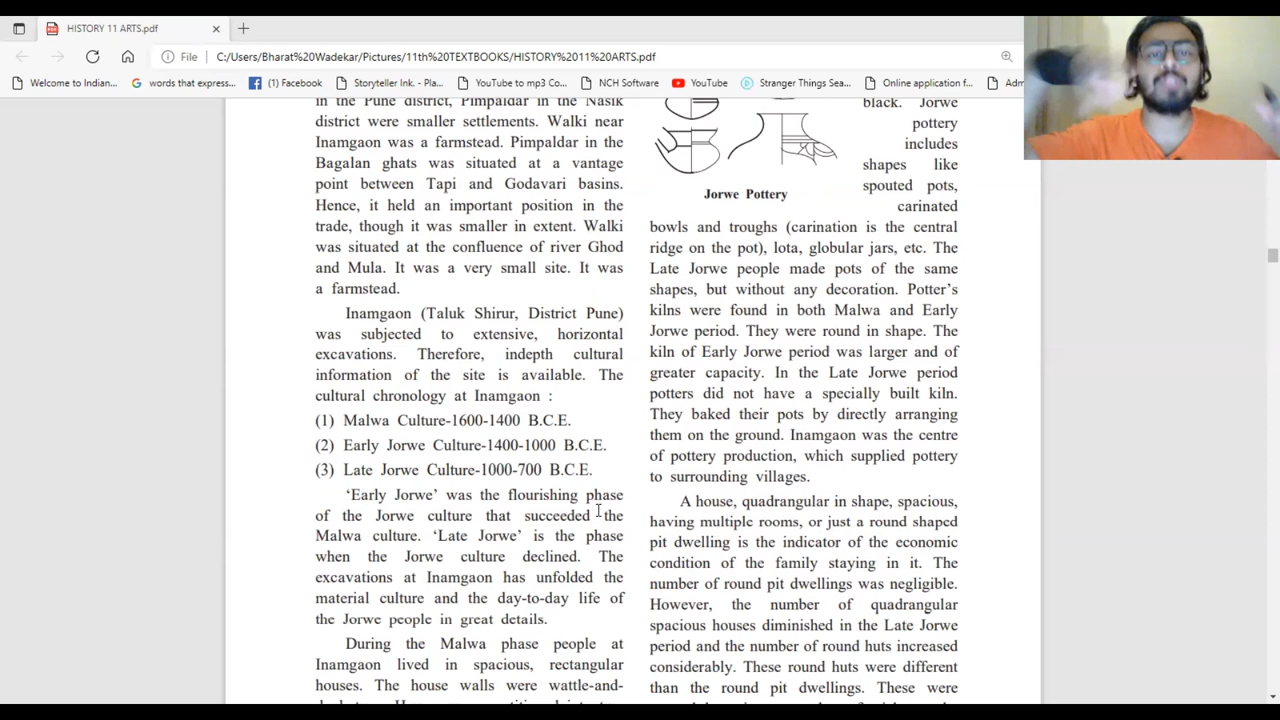 HISTORY 11 ARTS.pdf
File
C:/Users/Bharat%20Wadekar/Pictures/11th%20TEXTBOOKS/HISTORY%2011%20ARTS.pdf
Welcome to Indian...
words that express...
(1) Facebook
Storyteller Ink. - Pla...
YouTube to mp3 Co...
NCH Software
YouTube
Stranger Things Sea...
Online application f...
in the Pune district, Pimpaldar in the Nasik
district were smaller settlements. Walki near
Inamgaon was a farmstead. Pimpaldar in the
Bagalan ghats was situated at a vantage
point between Tapi and Godavari basins.
Hence, it held an important position in the
trade, though it was smaller in extent. Walki
was situated at the confluence of river Ghod
and Mula. It was a very small site. It was
a farmstead.
Inamgaon (Taluk Shirur, District Pune)
was subjected to extensive, horizontal
excavations. Therefore, indepth cultural
information of the site is available. The
cultural chronology at Inamgaon :
(1) Malwa Culture-1600-1400 B.C.E.
(2) Early Jorwe Culture-1400-1000 B.C.E.
(3) Late Jorwe Culture-1000-700 B.C.E.
‘Early Jorwe’ was the flourishing phase
of the Jorwe culture that succeeded the
Malwa culture. ‘Late Jorwe’ is the phase
when the Jorwe culture declined. The
excavations at Inamgaon has unfolded the
material culture and the day-to-day life of
the Jorwe people in great details.
During the Malwa phase people at
Inamgaon lived in spacious, rectangular
houses. The house walls were wattle-and-
Jorwe Pottery
black. Jorwe
pottery
includes
shapes like
spouted pots,
carinated
bowls and troughs (carination is the central
ridge on the pot), lota, globular jars, etc. The
Late Jorwe people made pots of the same
shapes, but without any decoration. Potter’s
kilns were found in both Malwa and Early
Jorwe period. They were round in shape. The
kiln of Early Jorwe period was larger and of
greater capacity. In the Late Jorwe period
potters did not have a specially built kiln.
They baked their pots by directly arranging
them on the ground. Inamgaon was the centre
of pottery production, which supplied pottery
to surrounding villages.
A house, quadrangular in shape, spacious,
having multiple rooms, or just a round shaped
pit dwelling is the indicator of the economic
condition of the family staying in it. The
number of round pit dwellings was negligible.
However, the number of quadrangular
spacious houses diminished in the Late Jorwe
period and the number of round huts increased
considerably. These round huts were different
than the round pit dwellings. These were